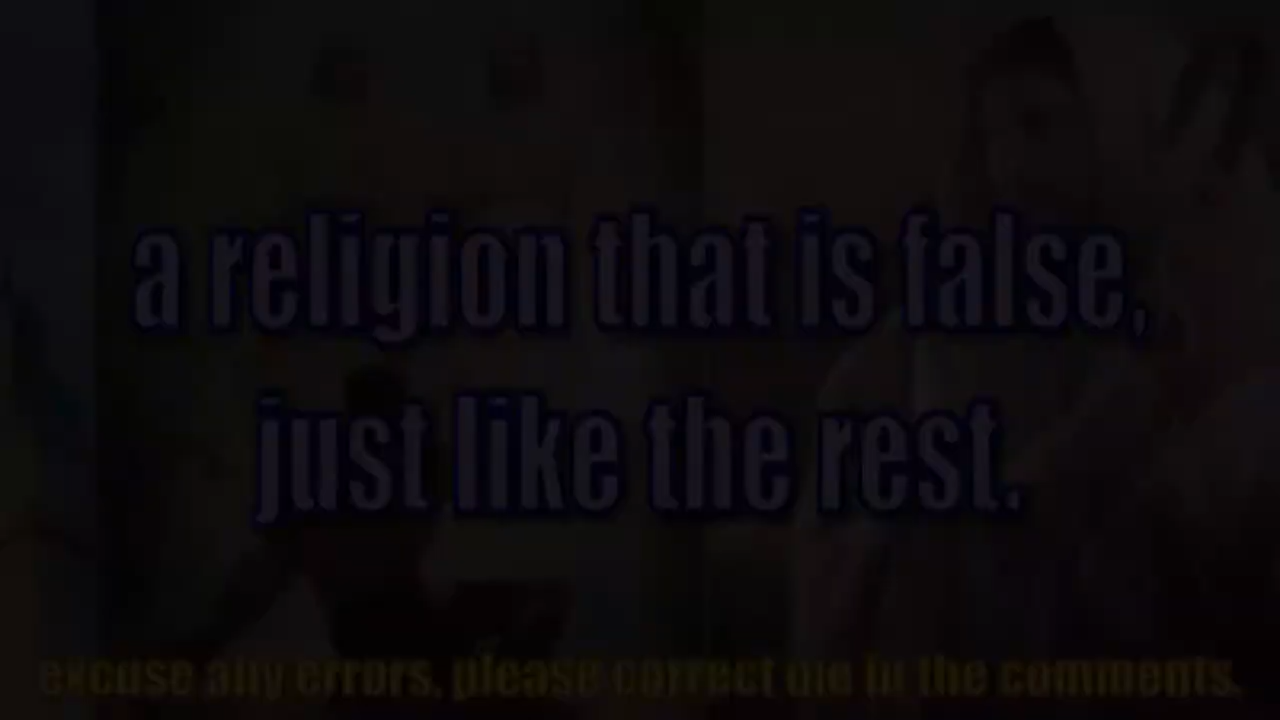 a religion that is false,
just like the rest.
excuse any errors, please correct me in the comments.